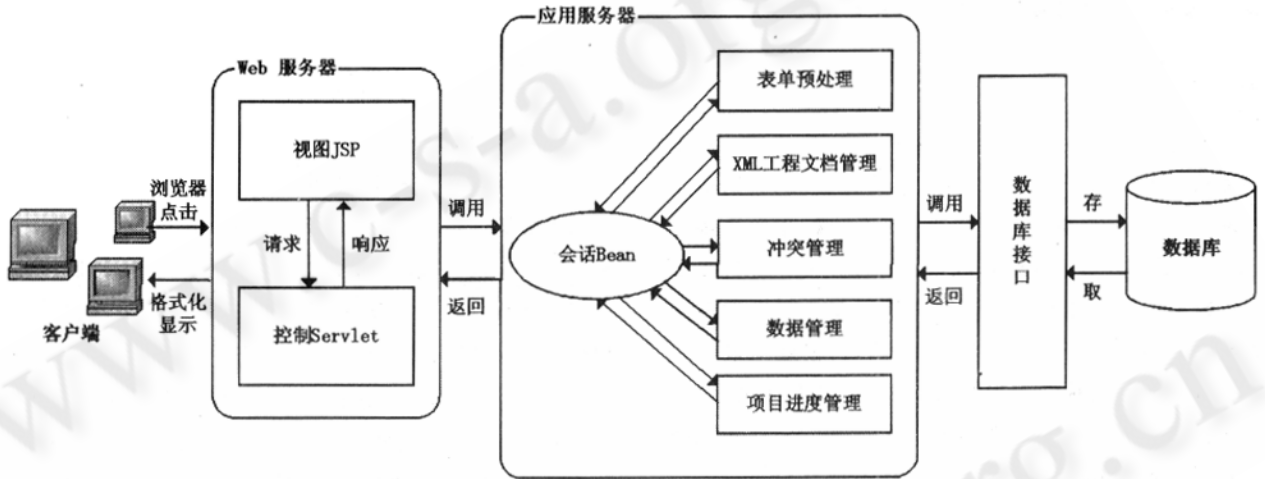 应用服务器
Web 服务器
视图JSP
请求
响应
控制Servlet
浏览器
点击
格式化
显示
客户端
调用
返回
会话Bean
表单预处理
XML工程文档管理
冲突管理
数据管理
项目进度管理
调用
返回
数据库接口
存
取
数据库
www.c-s-a.org.cn